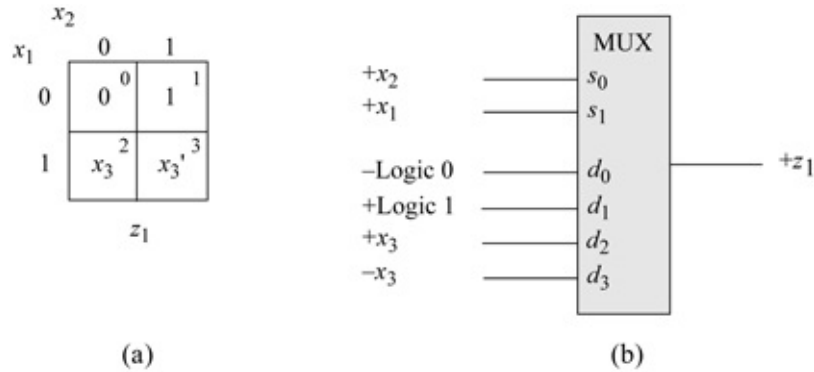 x₂
x₁ 0 1
0 0 0 1 1
1 x₃ 2 x₃' 3
z₁
(a)
MUX
+x₂ s₀
+x₁ s₁
–Logic 0 d₀
+Logic 1 d₁
+x₃ d₂
–x₃ d₃
+z₁
(b)